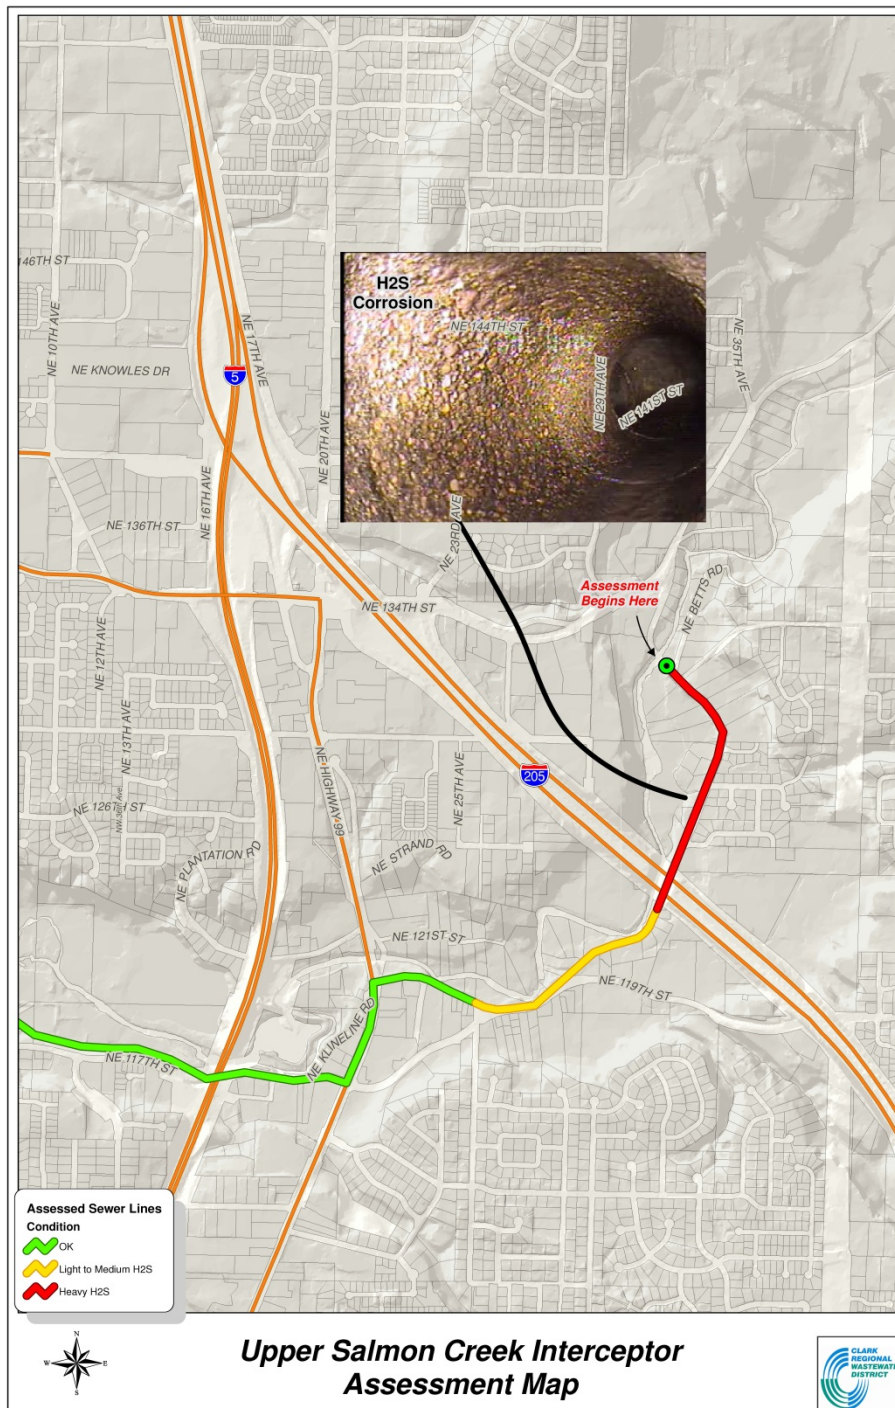 146TH ST
NE 10TH AVE
NE KNOWLES DR
NE 17TH AVE
5
NE 16TH AVE
NE 20TH AVE
NE 136TH ST
H2S
Corrosion
NE 144TH ST
NE 29TH AVE
NE 141ST ST
NE 35TH AVE
NE 23RD AVE
NE 134TH ST
Assessment
Begins Here
NE BETTS RD
NE 12TH AVE
NE 13TH AVE
NE 126TH ST
NW 36th Ave
NE PLANTATION RD
NE HIGHWAY 99
NE 25TH AVE
205
NE STRAND RD
NE 121ST ST
NE 119TH ST
NE KLINELINE RD
NE 117TH ST
Assessed Sewer Lines
Condition
OK
Light to Medium H2S
Heavy H2S
N
W
E
S
Upper Salmon Creek Interceptor
Assessment Map
CLARK
REGIONAL
WASTEWATER
DISTRICT